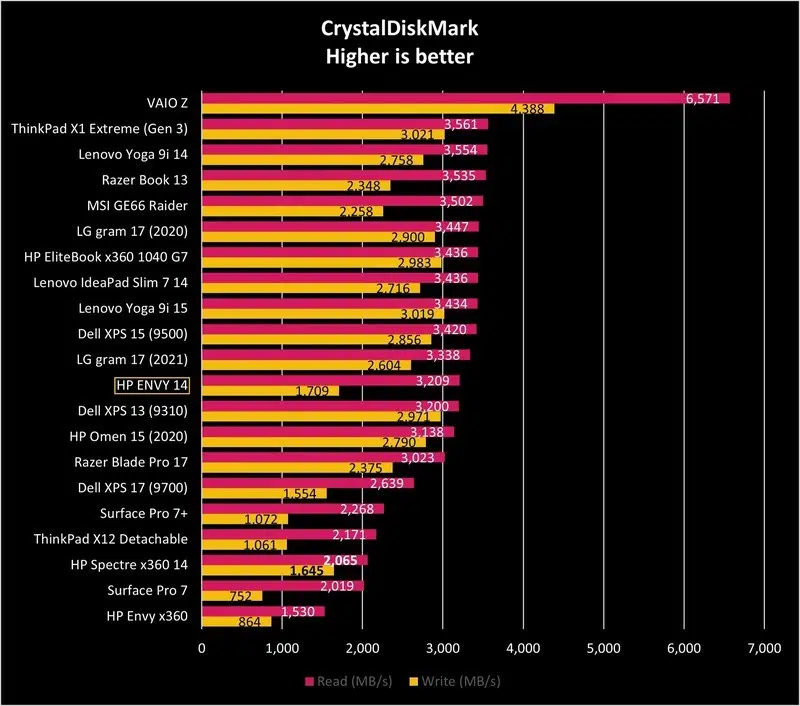 CrystalDiskMark
Higher is better
VAIO Z
6,571
4,388
ThinkPad X1 Extreme (Gen 3)
3,561
3,021
Lenovo Yoga 9i 14
3,554
2,758
Razer Book 13
3,535
2,348
MSI GE66 Raider
3,502
2,258
LG gram 17 (2020)
3,447
2,900
HP EliteBook x360 1040 G7
3,436
2,983
Lenovo IdeaPad Slim 7 14
3,436
2,716
Lenovo Yoga 9i 15
3,434
3,019
Dell XPS 15 (9500)
3,420
2,856
LG gram 17 (2021)
3,338
2,604
HP ENVY 14
3,209
1,709
Dell XPS 13 (9310)
3,200
2,971
HP Omen 15 (2020)
3,138
2,790
Razer Blade Pro 17
3,023
2,375
Dell XPS 17 (9700)
2,639
1,554
Surface Pro 7+
2,268
1,072
ThinkPad X12 Detachable
2,171
1,061
HP Spectre x360 14
2,065
1,645
Surface Pro 7
2,019
752
HP Envy x360
1,530
864
0 1,000 2,000 3,000 4,000 5,000 6,000 7,000
Read (MB/s) Write (MB/s)